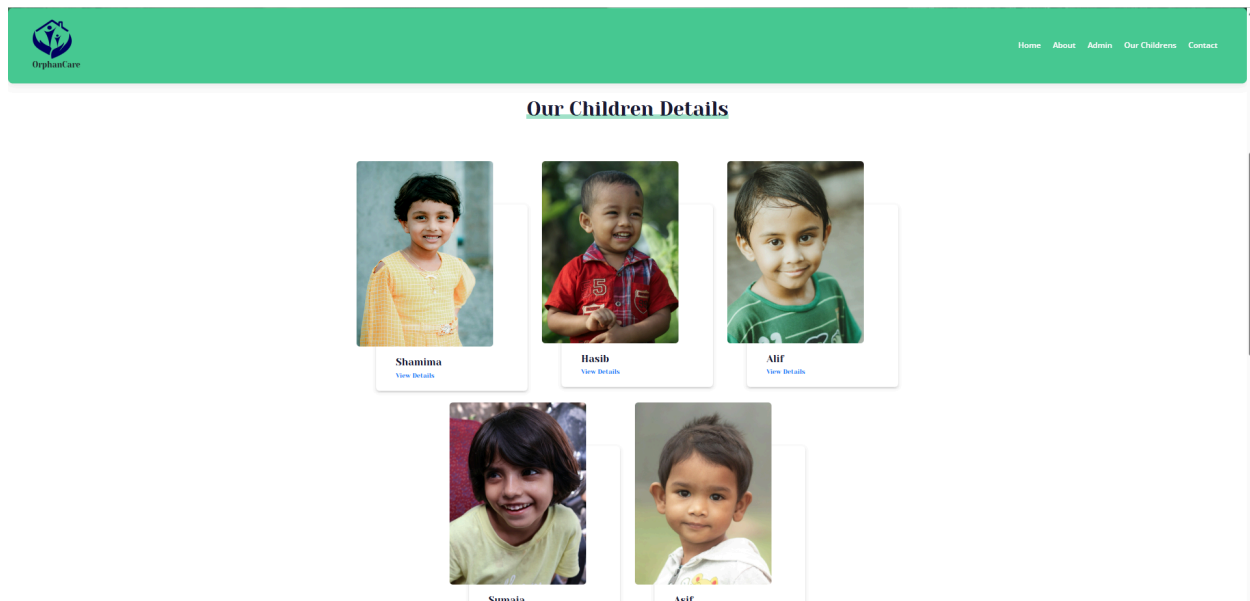 OrphanCare
Home About Admin Our Childrens Contact
Our Children Details
5
Shamima
View Details
Hasib
View Details
Alif
View Details
Sumaia
Asif